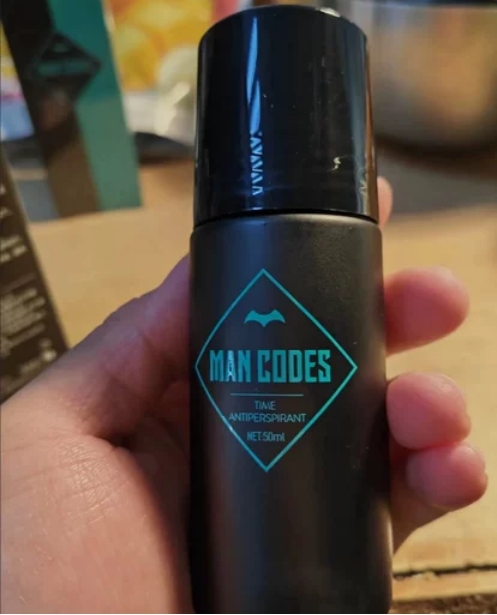 MAN CODES
TIME
ANTIPERSPIRANT
NET:50ml